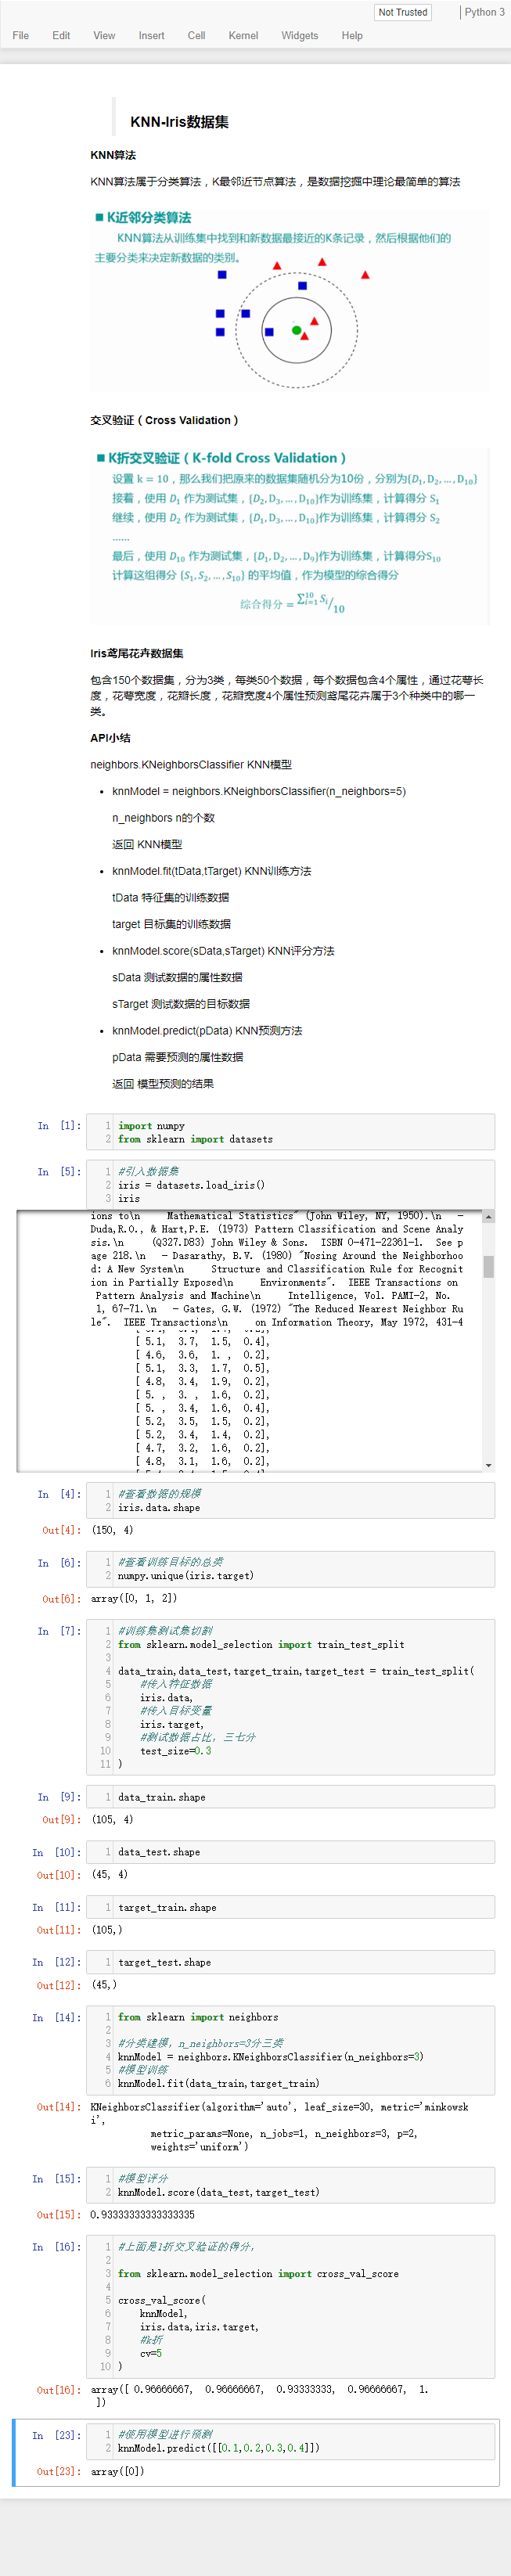 Not Trusted
Python 3
File Edit View Insert Cell Kernel Widgets Help
KNN-Iris数据集
KNN算法
KNN算法属于分类算法，K最邻近节点算法，是数据挖掘中理论最简单的算法
■ K近邻分类算法
KNN算法从训练集中找到和新数据最接近的K条记录，然后根据他们的
主要分类来决定新数据的类别。
交叉验证（Cross Validation）
■ K折交叉验证（K-fold Cross Validation）
设置 k = 10，那么我们把原来的数据集随机分为10份，分别为{D₁, D₂, ..., D₁₀}
接着，使用 D₁ 作为测试集，{D₂, D₃, ..., D₁₀}作为训练集，计算得分 S₁
继续，使用 D₂ 作为测试集，{D₁, D₃, ..., D₁₀}作为训练集，计算得分 S₂
......
最后，使用 D₁₀ 作为测试集，{D₁, D₂, ..., D₉}作为训练集，计算得分S₁₀
计算这组得分 {S₁, S₂, ..., S₁₀} 的平均值，作为模型的综合得分
综合得分 = ∑ᵢ₌₁¹⁰ Sᵢ/10
Iris鸢尾花卉数据集
包含150个数据集，分为3类，每类50个数据，每个数据包含4个属性，通过花萼长
度，花萼宽度，花瓣长度，花瓣宽度4个属性预测鸢尾花卉属于3个种类中的哪一
类。
API小结
neighbors.KNeighborsClassifier KNN模型
• knnModel = neighbors.KNeighborsClassifier(n_neighbors=5)
n_neighbors n的个数
返回 KNN模型
• knnModel.fit(tData,tTarget) KNN训练方法
tData 特征集的训练数据
target 目标集的训练数据
• knnModel.score(sData,sTarget) KNN评分方法
sData 测试数据的属性数据
sTarget 测试数据的目标数据
• knnModel.predict(pData) KNN预测方法
pData 需要预测的属性数据
返回 模型预测的结果
In [1]:
1 import numpy
2 from sklearn import datasets
In [5]:
1 #引入数据集
2 iris = datasets.load_iris()
3 iris
ions to\n Mathematical Statistics" (John Wiley, NY, 1950).\n -
Duda,R.O., & Hart,P.E. (1973) Pattern Classification and Scene Analy
sis.\n (Q327.D83) John Wiley & Sons. ISBN 0-471-22361-1. See p
age 218.\n - Dasarathy, B.V. (1980) "Nosing Around the Neighborhoo
d: A New System\n Structure and Classification Rule for Recognit
ion in Partially Exposed\n Environments". IEEE Transactions on
Pattern Analysis and Machine\n Intelligence, Vol. PAMI-2, No.
1, 67-71.\n - Gates, G.W. (1972) "The Reduced Nearest Neighbor Ru
le". IEEE Transactions\n on Information Theory, May 1972, 431-4
[ 5.1, 3.7, 1.5, 0.4],
[ 4.6, 3.6, 1. , 0.2],
[ 5.1, 3.3, 1.7, 0.5],
[ 4.8, 3.4, 1.9, 0.2],
[ 5. , 3. , 1.6, 0.2],
[ 5. , 3.4, 1.6, 0.4],
[ 5.2, 3.5, 1.5, 0.2],
[ 5.2, 3.4, 1.4, 0.2],
[ 4.7, 3.2, 1.6, 0.2],
[ 4.8, 3.1, 1.6, 0.2],
In [4]:
1 #查看数据的规模
2 iris.data.shape
Out[4]: (150, 4)
In [6]:
1 #查看训练目标的总类
2 numpy.unique(iris.target)
Out[6]: array([0, 1, 2])
In [7]:
1 #训练集测试集切割
2 from sklearn.model_selection import train_test_split
3
4 data_train,data_test,target_train,target_test = train_test_split(
5 #传入特征数据
6 iris.data,
7 #传入目标变量
8 iris.target,
9 #测试数据占比，三七分
10 test_size=0.3
11 )
In [9]: 1 data_train.shape
Out[9]: (105, 4)
In [10]: 1 data_test.shape
Out[10]: (45, 4)
In [11]: 1 target_train.shape
Out[11]: (105,)
In [12]: 1 target_test.shape
Out[12]: (45,)
In [14]:
1 from sklearn import neighbors
2
3 #分类建模，n_neighbors=3分三类
4 knnModel = neighbors.KNeighborsClassifier(n_neighbors=3)
5 #模型训练
6 knnModel.fit(data_train,target_train)
Out[14]: KNeighborsClassifier(algorithm='auto', leaf_size=30, metric='minkowsk
i',
metric_params=None, n_jobs=1, n_neighbors=3, p=2,
weights='uniform')
In [15]:
1 #模型评分
2 knnModel.score(data_test,target_test)
Out[15]: 0.93333333333333335
In [16]:
1 #上面是1折交叉验证的得分，
2
3 from sklearn.model_selection import cross_val_score
4
5 cross_val_score(
6 knnModel,
7 iris.data,iris.target,
8 #k折
9 cv=5
10 )
Out[16]: array([ 0.96666667, 0.96666667, 0.93333333, 0.96666667, 1.
])
In [23]:
1 #使用模型进行预测
2 knnModel.predict([[0.1,0.2,0.3,0.4]])
Out[23]: array([0])